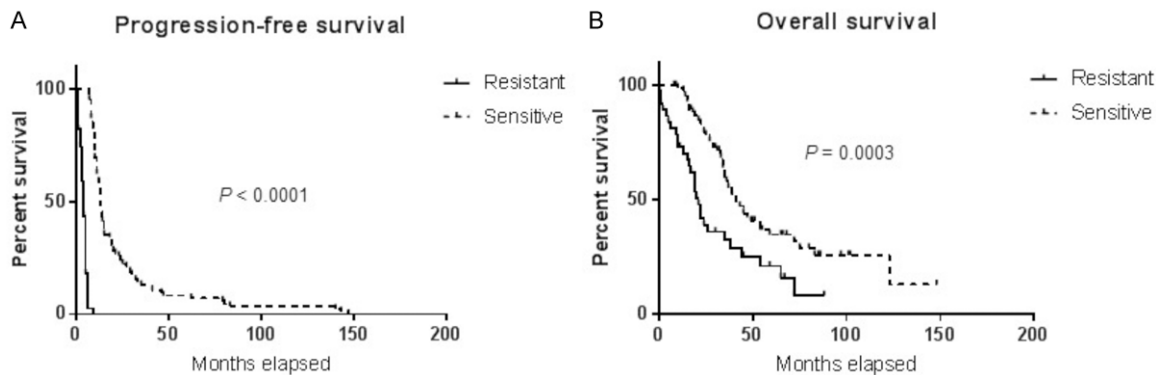 A
Progression-free survival
Percent survival
100
50
0
0 50 100 150 200
Months elapsed
Resistant
Sensitive
P < 0.0001
B
Overall survival
Percent survival
100
50
0
0 50 100 150 200
Months elapsed
Resistant
Sensitive
P = 0.0003